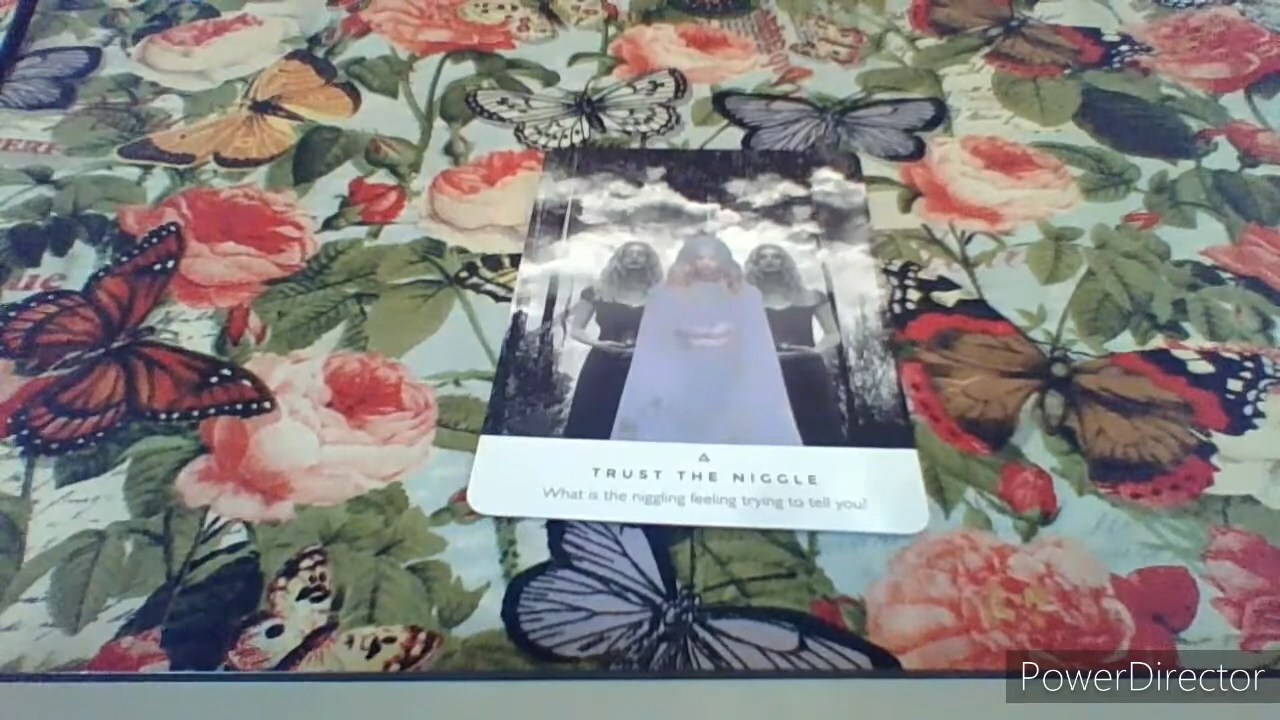 TRUST THE NIGGLE
What is the niggling feeling trying to tell you?
PowerDirector